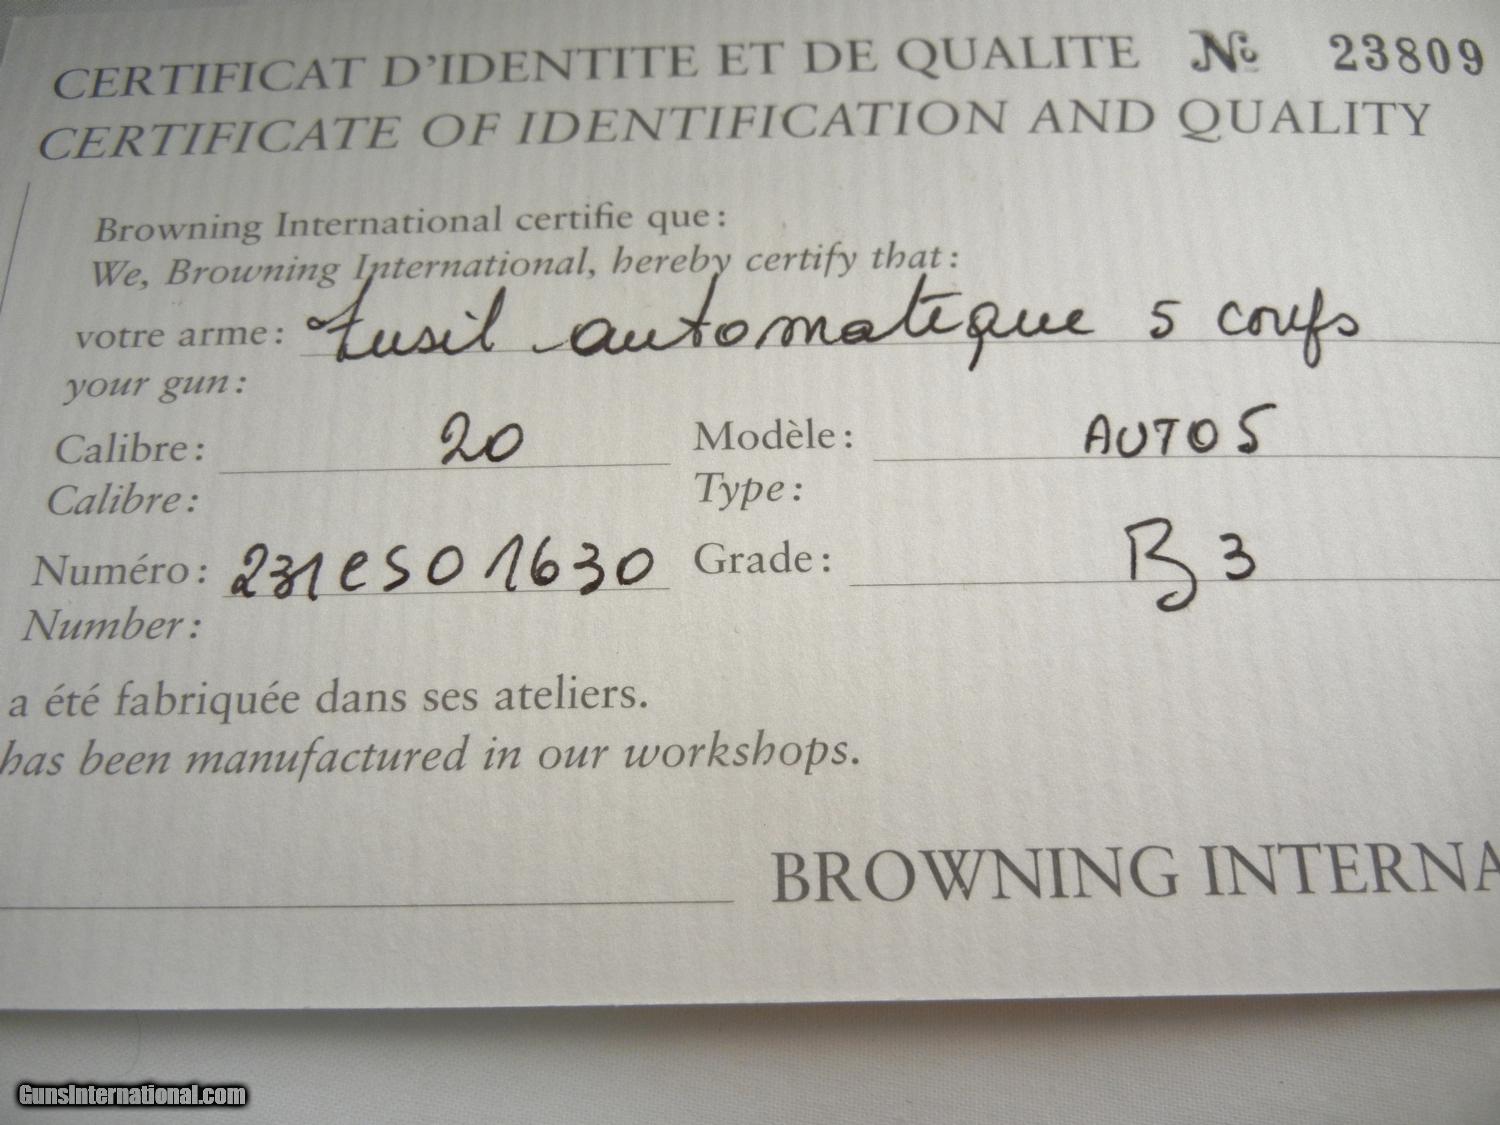 CERTIFICAT D'IDENTITE ET DE QUALITE No 23809
CERTIFICATE OF IDENTIFICATION AND QUALITY
Browning International certifie que:
We, Browning International, hereby certify that:
votre arme: Fusil automatique 5 coups
your gun:
Calibre: 20 Modèle: AUTO 5
Calibre: Type:
Numéro: 231es01630 Grade: B3
Number:
a été fabriquée dans ses ateliers.
has been manufactured in our workshops.
BROWNING INTERNA
GunsInternational.com